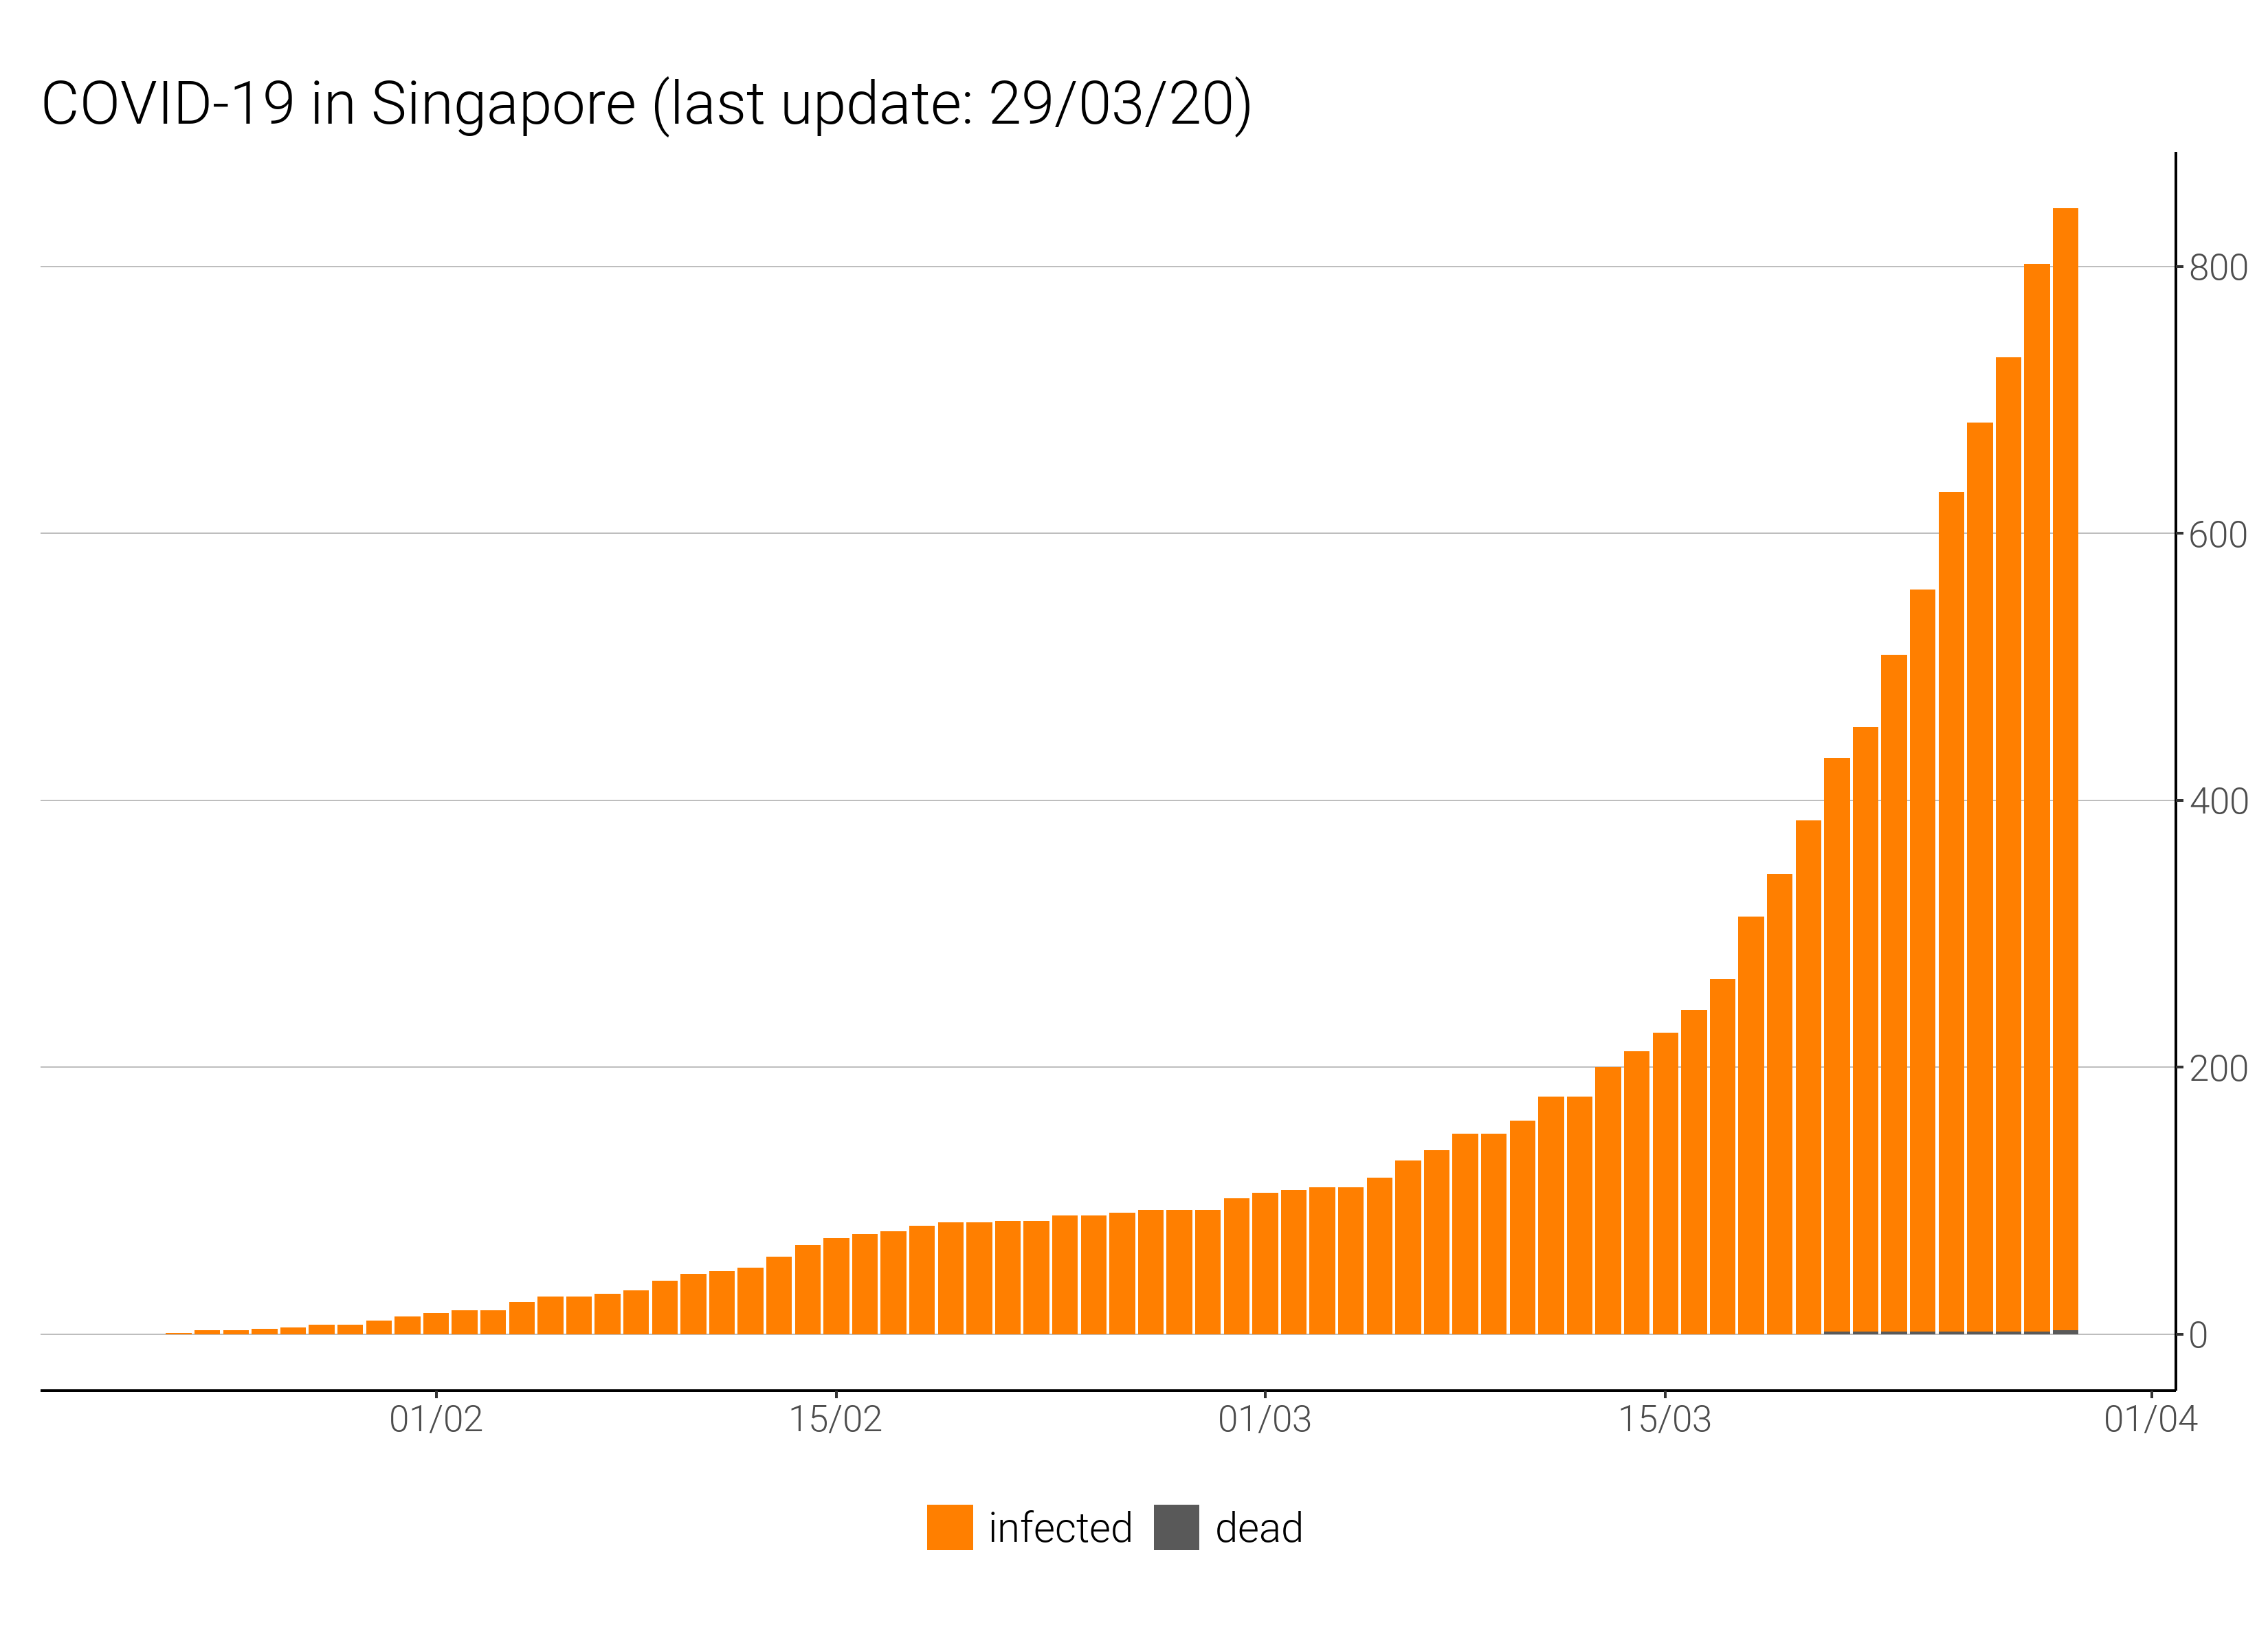 COVID-19 in Singapore (last update: 29/03/20)
800
600
400
200
0
01/02 15/02 01/03 15/03 01/04
infected dead